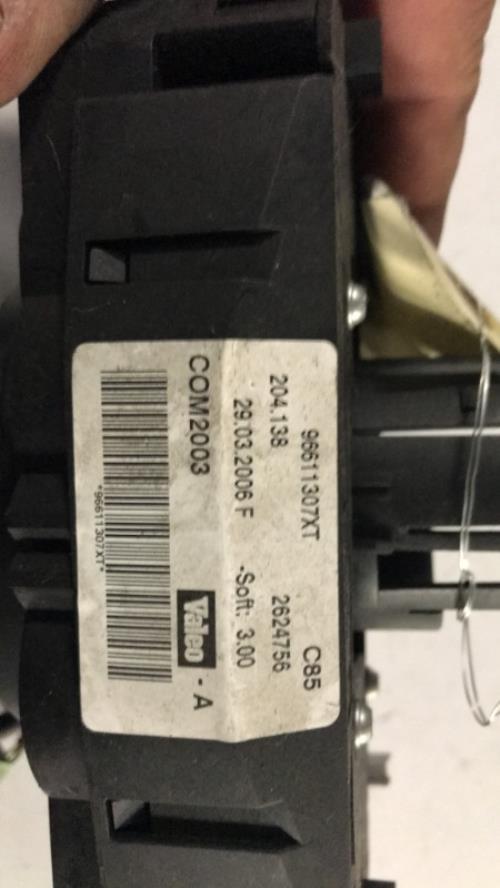 96611307XT C85
204.138 2624756
29.03.2006 F -Soft: 3.00
COM2003 Valeo - A
*96611307XT*